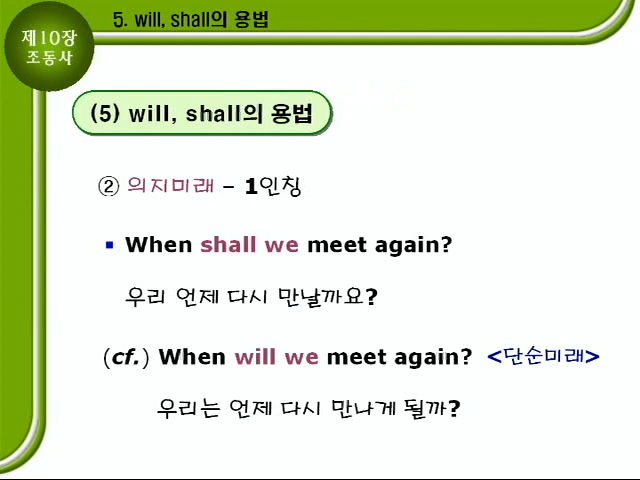 제10장
조동사
5. will, shall의 용법
(5) will, shall의 용법
② 의지미래 – 1인칭
▪ When shall we meet again?
우리 언제 다시 만날까요?
(cf.) When will we meet again? <단순미래>
우리는 언제 다시 만나게 될까?